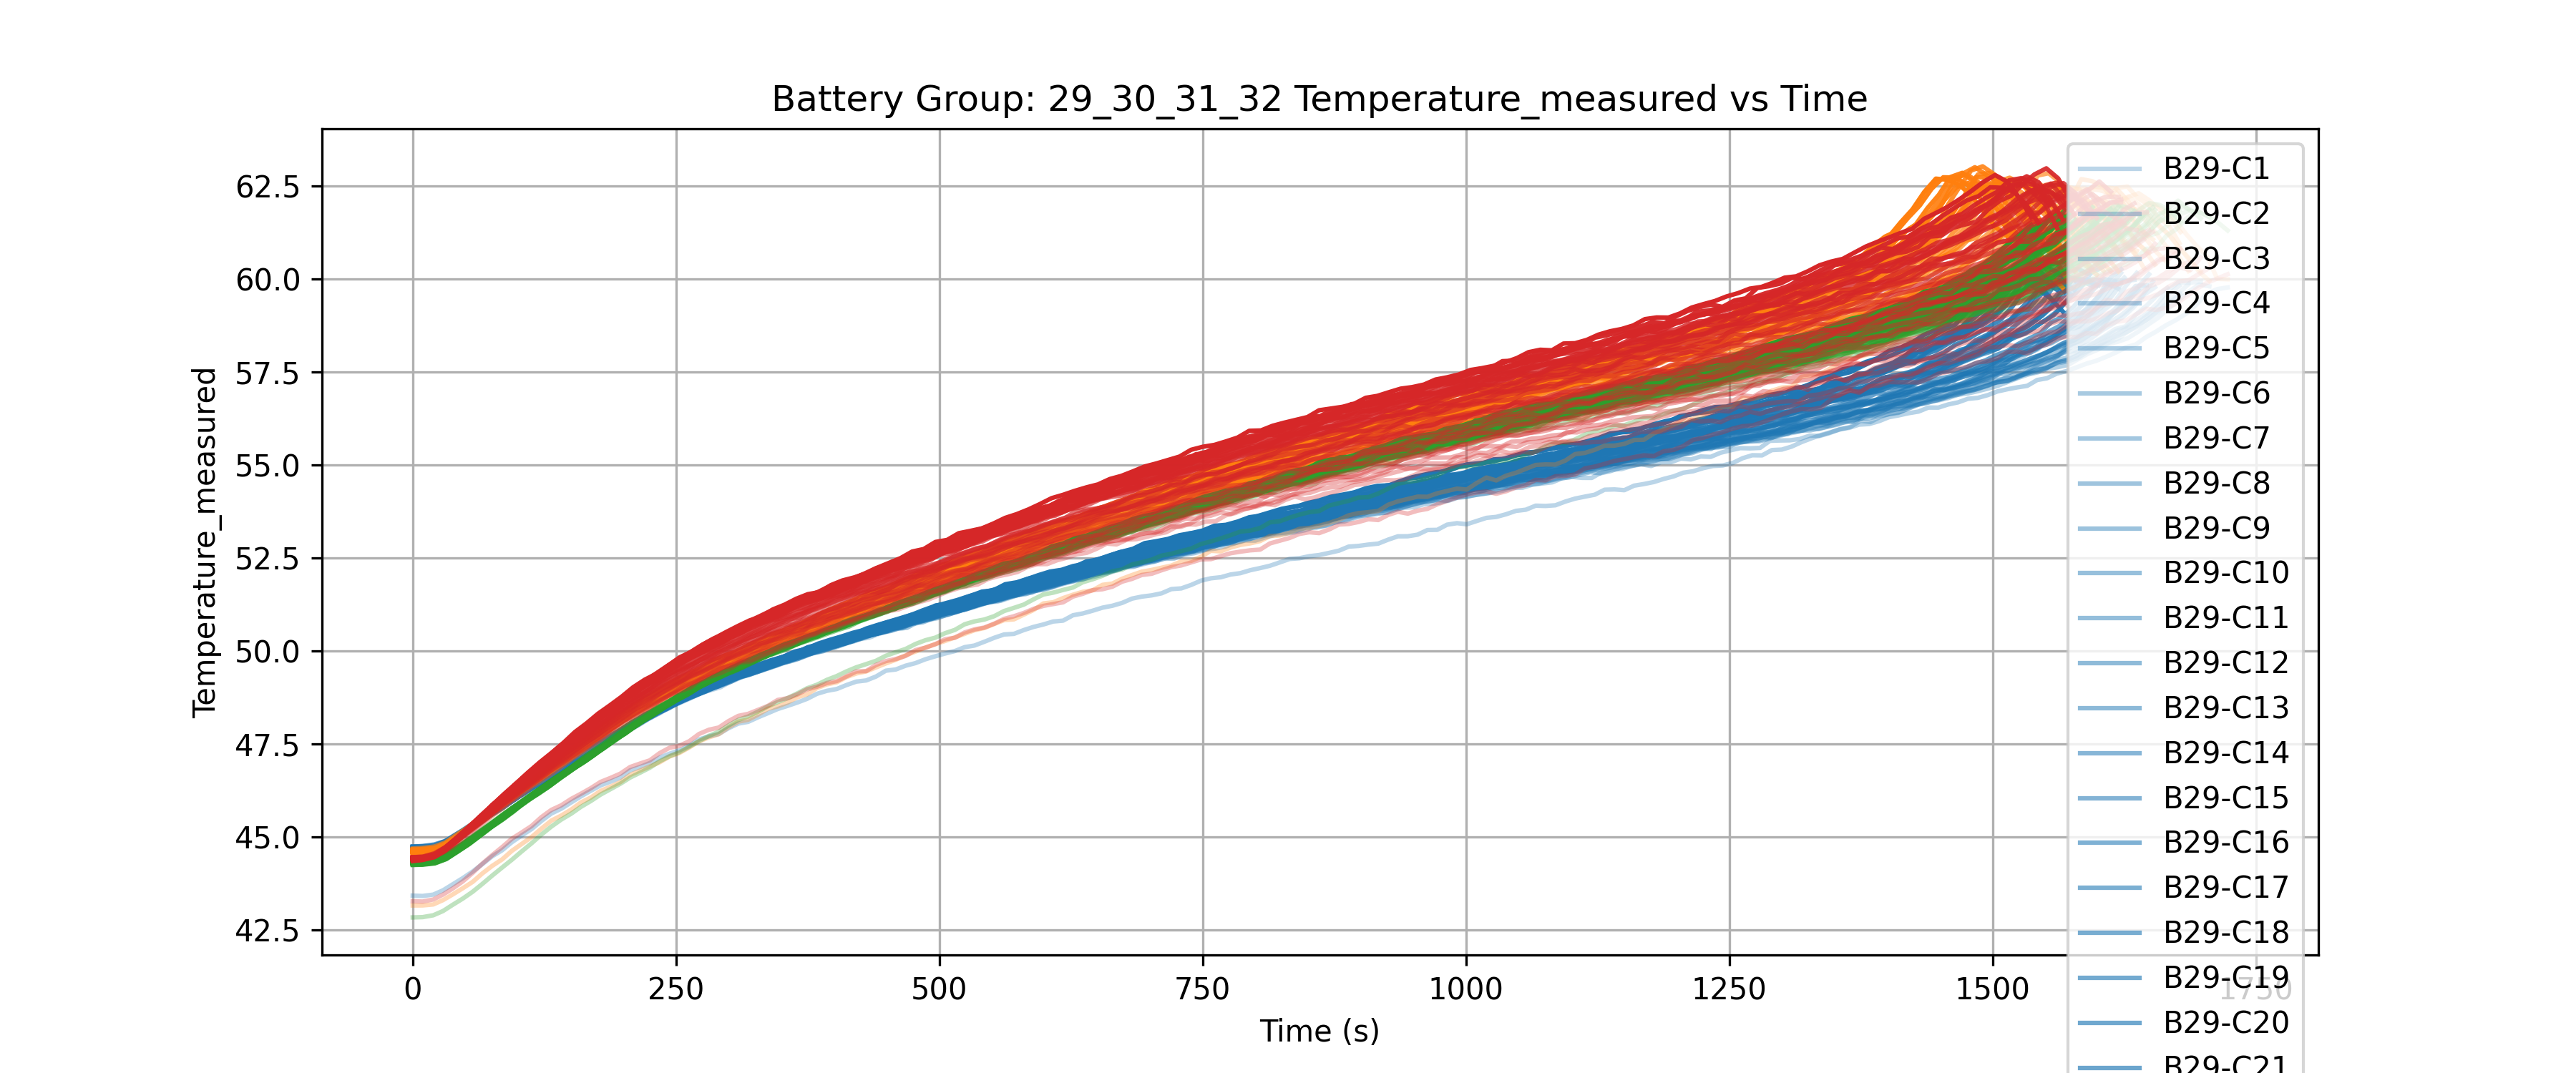 Battery Group: 29_30_31_32 Temperature_measured vs Time
Temperature_measured
62.5
60.0
57.5
55.0
52.5
50.0
47.5
45.0
42.5
0
250
500
750
1000
1250
1500
1750
Time (s)
B29-C1
B29-C2
B29-C3
B29-C4
B29-C5
B29-C6
B29-C7
B29-C8
B29-C9
B29-C10
B29-C11
B29-C12
B29-C13
B29-C14
B29-C15
B29-C16
B29-C17
B29-C18
B29-C19
B29-C20
B29-C21